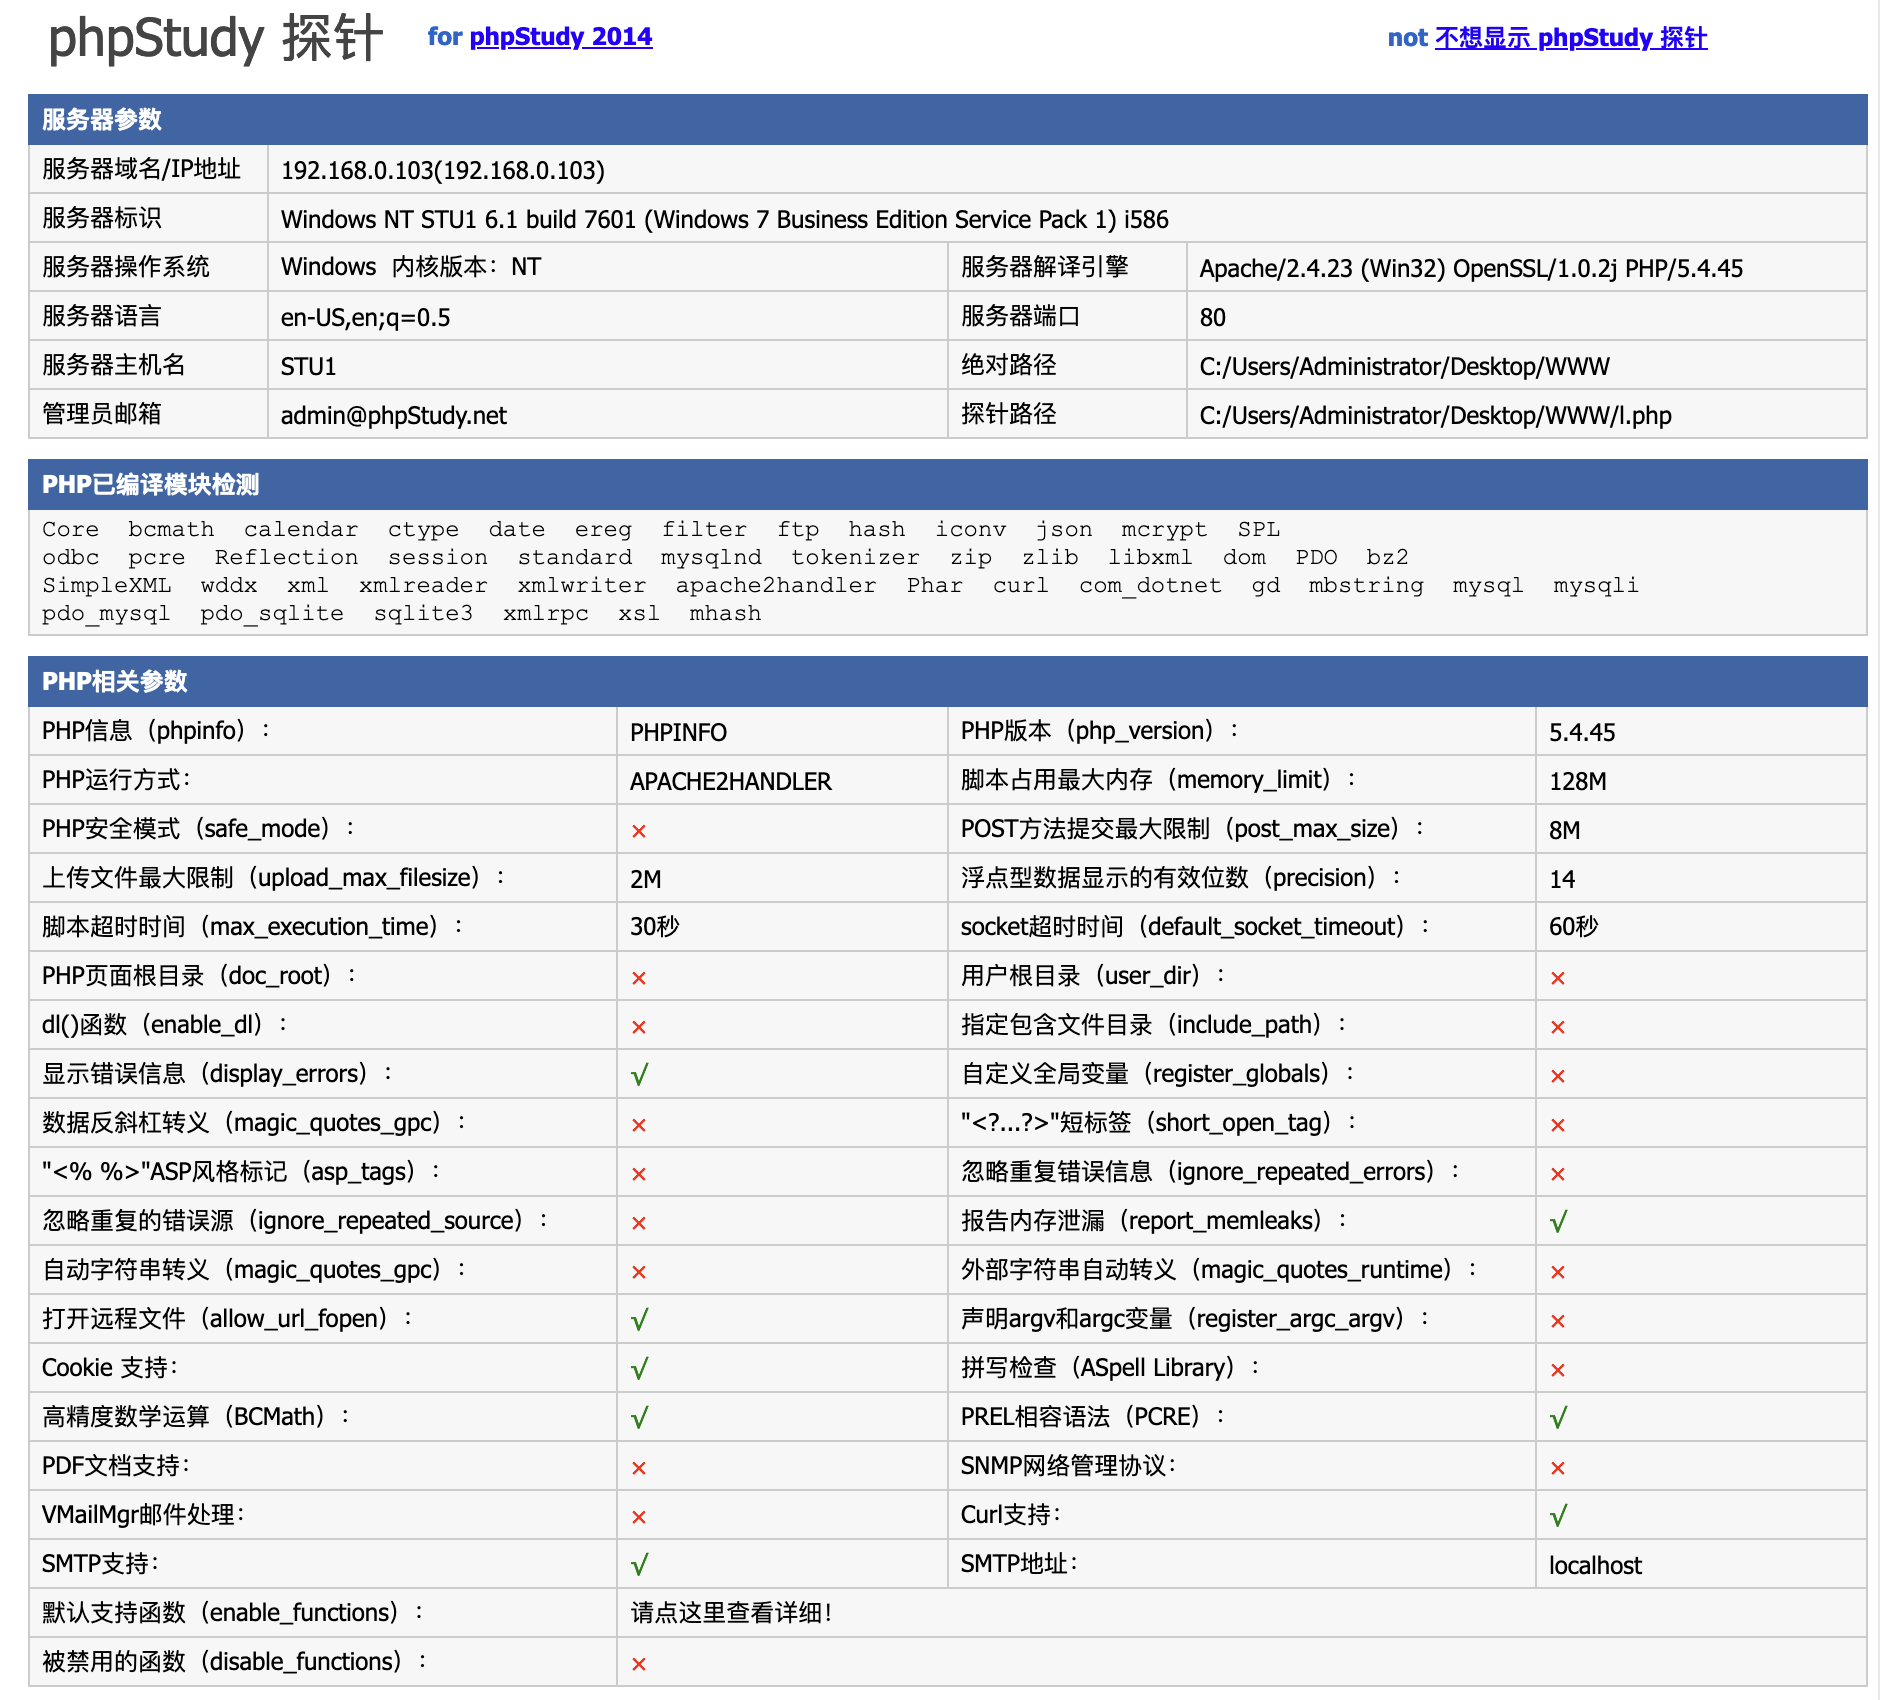 phpStudy 探针 for phpStudy 2014 not 不想显示 phpStudy 探针
服务器参数
服务器域名/IP地址 192.168.0.103(192.168.0.103)
服务器标识 Windows NT STU1 6.1 build 7601 (Windows 7 Business Edition Service Pack 1) i586
服务器操作系统 Windows 内核版本：NT 服务器解译引擎 Apache/2.4.23 (Win32) OpenSSL/1.0.2j PHP/5.4.45
服务器语言 en-US,en;q=0.5 服务器端口 80
服务器主机名 STU1 绝对路径 C:/Users/Administrator/Desktop/WWW
管理员邮箱 admin@phpStudy.net 探针路径 C:/Users/Administrator/Desktop/WWW/l.php
PHP已编译模块检测
Core bcmath calendar ctype date ereg filter ftp hash iconv json mcrypt SPL
odbc pcre Reflection session standard mysqlnd tokenizer zip zlib libxml dom PDO bz2
SimpleXML wddx xml xmlreader xmlwriter apache2handler Phar curl com_dotnet gd mbstring mysql mysqli
pdo_mysql pdo_sqlite sqlite3 xmlrpc xsl mhash
PHP相关参数
PHP信息（phpinfo）： PHPINFO PHP版本（php_version）： 5.4.45
PHP运行方式： APACHE2HANDLER 脚本占用最大内存（memory_limit）： 128M
PHP安全模式（safe_mode）： × POST方法提交最大限制（post_max_size）： 8M
上传文件最大限制（upload_max_filesize）： 2M 浮点型数据显示的有效位数（precision）： 14
脚本超时时间（max_execution_time）： 30秒 socket超时时间（default_socket_timeout）： 60秒
PHP页面根目录（doc_root）： × 用户根目录（user_dir）： ×
dl()函数（enable_dl）： × 指定包含文件目录（include_path）： ×
显示错误信息（display_errors）： √ 自定义全局变量（register_globals）： ×
数据反斜杠转义（magic_quotes_gpc）： × "<?...?>"短标签（short_open_tag）： ×
"<% %>"ASP风格标记（asp_tags）： × 忽略重复错误信息（ignore_repeated_errors）： ×
忽略重复的错误源（ignore_repeated_source）： × 报告内存泄漏（report_memleaks）： √
自动字符串转义（magic_quotes_gpc）： × 外部字符串自动转义（magic_quotes_runtime）： ×
打开远程文件（allow_url_fopen）： √ 声明argv和argc变量（register_argc_argv）： ×
Cookie 支持： √ 拼写检查（ASpell Library）： ×
高精度数学运算（BCMath）： √ PREL相容语法（PCRE）： √
PDF文档支持： × SNMP网络管理协议： ×
VMailMgr邮件处理： × Curl支持： √
SMTP支持： √ SMTP地址： localhost
默认支持函数（enable_functions）： 请点这里查看详细！
被禁用的函数（disable_functions）： ×